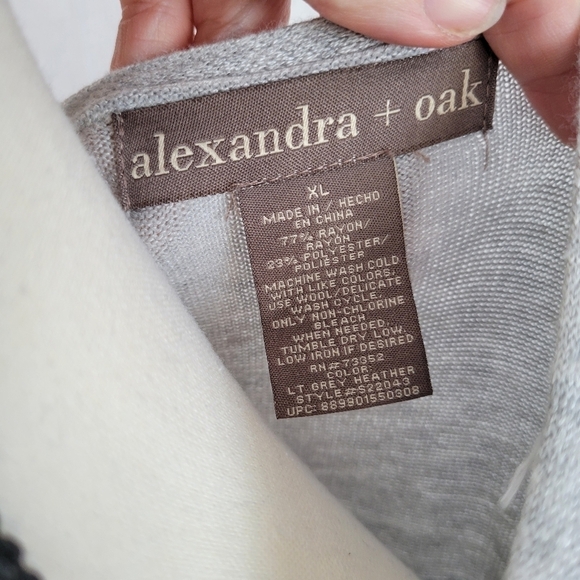 alexandra + oak
XL
MADE IN / HECHO
EN CHINA
77% RAYON/
RAYÓN
23% POLYESTER/
POLIÉSTER
MACHINE WASH COLD
WITH LIKE COLORS.
USE WOOL/DELICATE
WASH CYCLE.
ONLY NON-CHLORINE
BLEACH
WHEN NEEDED.
TUMBLE DRY LOW.
LOW IRON IF DESIRED
RN#73352
COLOR:
LT GREY HEATHER
STYLE#S22043
UPC: 889901550308